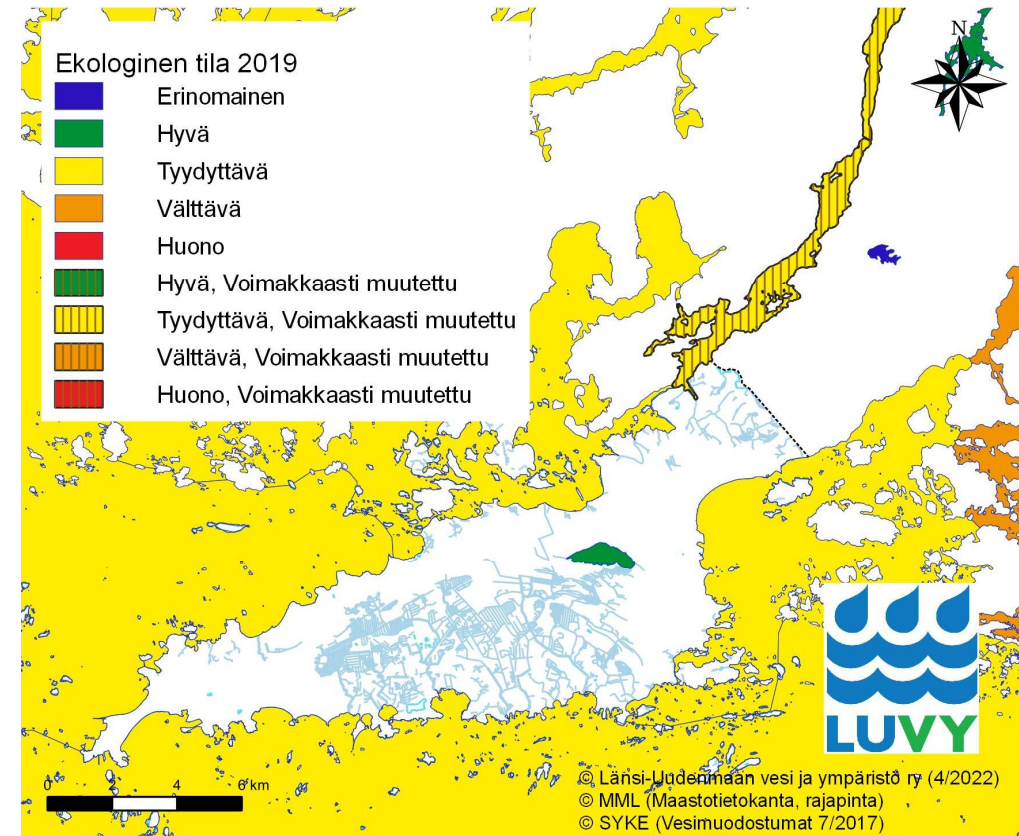 Ekologinen tila 2019
Erinomainen
Hyvä
Tyydyttävä
Välttävä
Huono
Hyvä, Voimakkaasti muutettu
Tyydyttävä, Voimakkaasti muutettu
Välttävä, Voimakkaasti muutettu
Huono, Voimakkaasti muutettu
N
LUVY
0 2 4 6 km
© Länsi-Uudenmaan vesi ja ympäristö ry (4/2022)
© MML (Maastotietokanta, rajapinta)
© SYKE (Vesimuodostumat 7/2017)